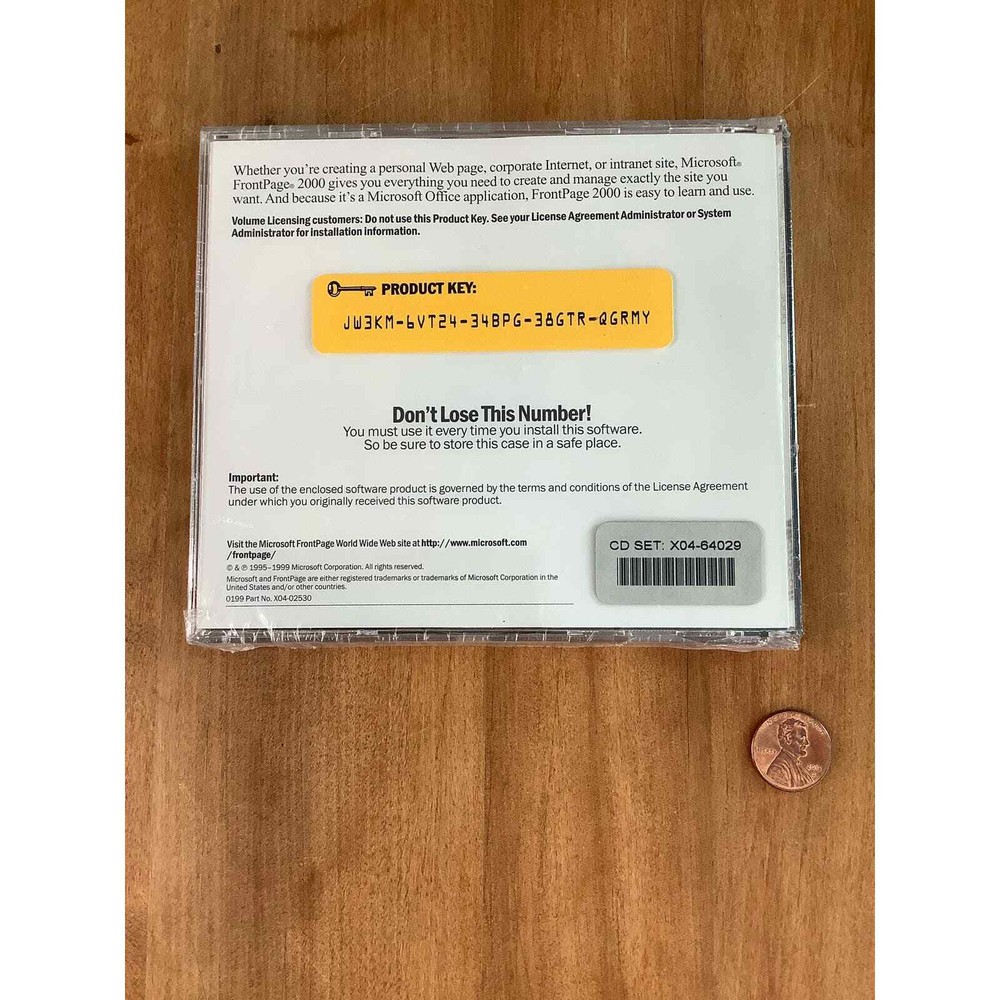 Whether you're creating a personal Web page, corporate Internet, or intranet site, Microsoft®
FrontPage® 2000 gives you everything you need to create and manage exactly the site you
want. And because it's a Microsoft Office application, FrontPage 2000 is easy to learn and use.
Volume Licensing customers: Do not use this Product Key. See your License Agreement Administrator or System
Administrator for installation information.
PRODUCT KEY:
JW3KM-6VT24-34BPG-38GTR-QGRMY
Don't Lose This Number!
You must use it every time you install this software.
So be sure to store this case in a safe place.
Important:
The use of the enclosed software product is governed by the terms and conditions of the License Agreement
under which you originally received this software product.
Visit the Microsoft FrontPage World Wide Web site at http://www.microsoft.com
/frontpage/
© & ℗ 1995–1999 Microsoft Corporation. All rights reserved.
Microsoft and FrontPage are either registered trademarks or trademarks of Microsoft Corporation in the
United States and/or other countries.
0199 Part No. X04-02530
CD SET: X04-64029